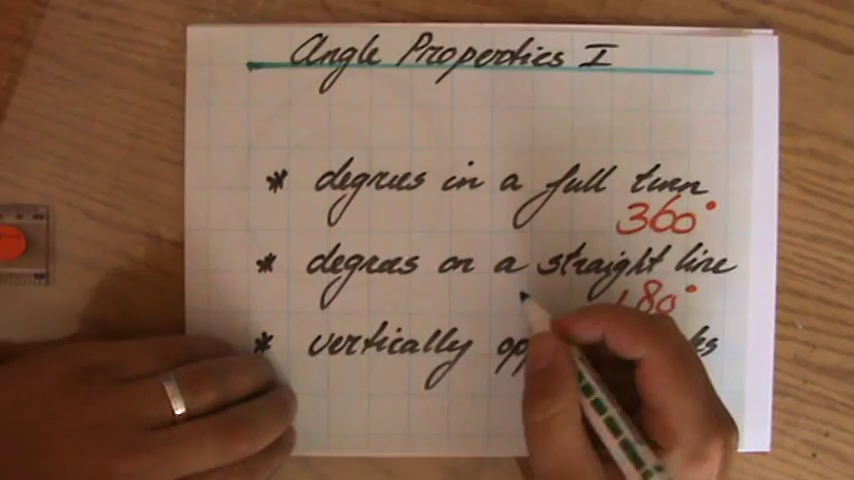 Angle Properties I
* degrees in a full turn
360°
* degrees on a straight line
180°
* vertically